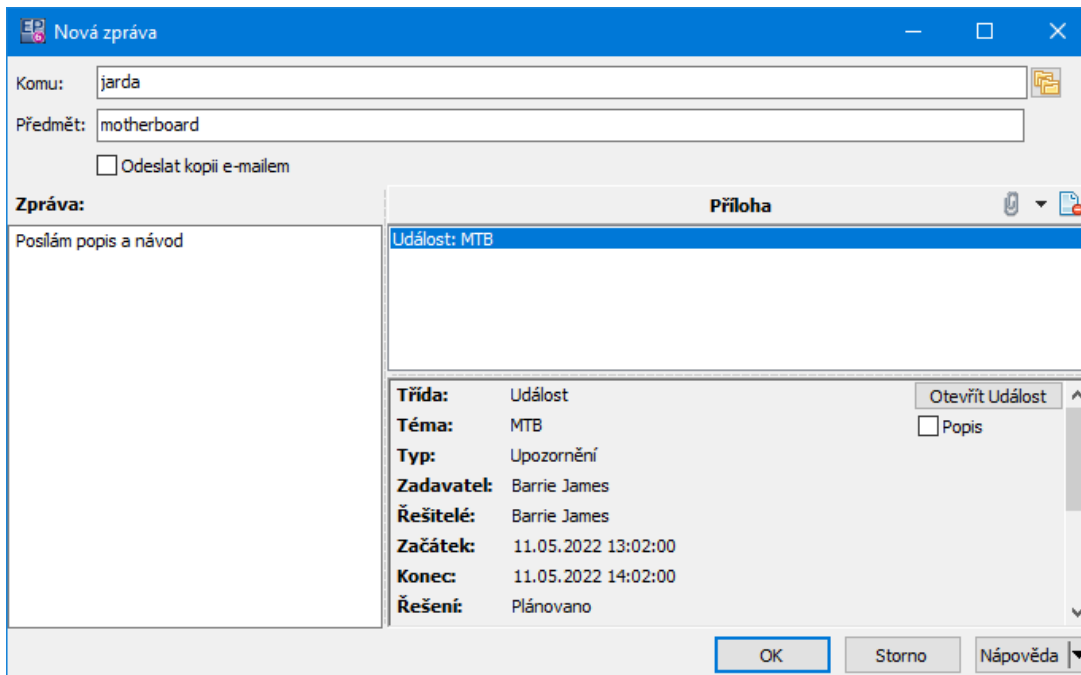 Nová zpráva
Komu: jarda
Předmět: motherboard
Odeslat kopii e-mailem
Zpráva:
Příloha
Posílám popis a návod
Událost: MTB
Třída: Událost
Otevřít Událost
Téma: MTB
Popis
Typ: Upozornění
Zadavatel: Barrie James
Řešitelé: Barrie James
Začátek: 11.05.2022 13:02:00
Konec: 11.05.2022 14:02:00
Řešení: Plánovano
OK Storno Nápověda